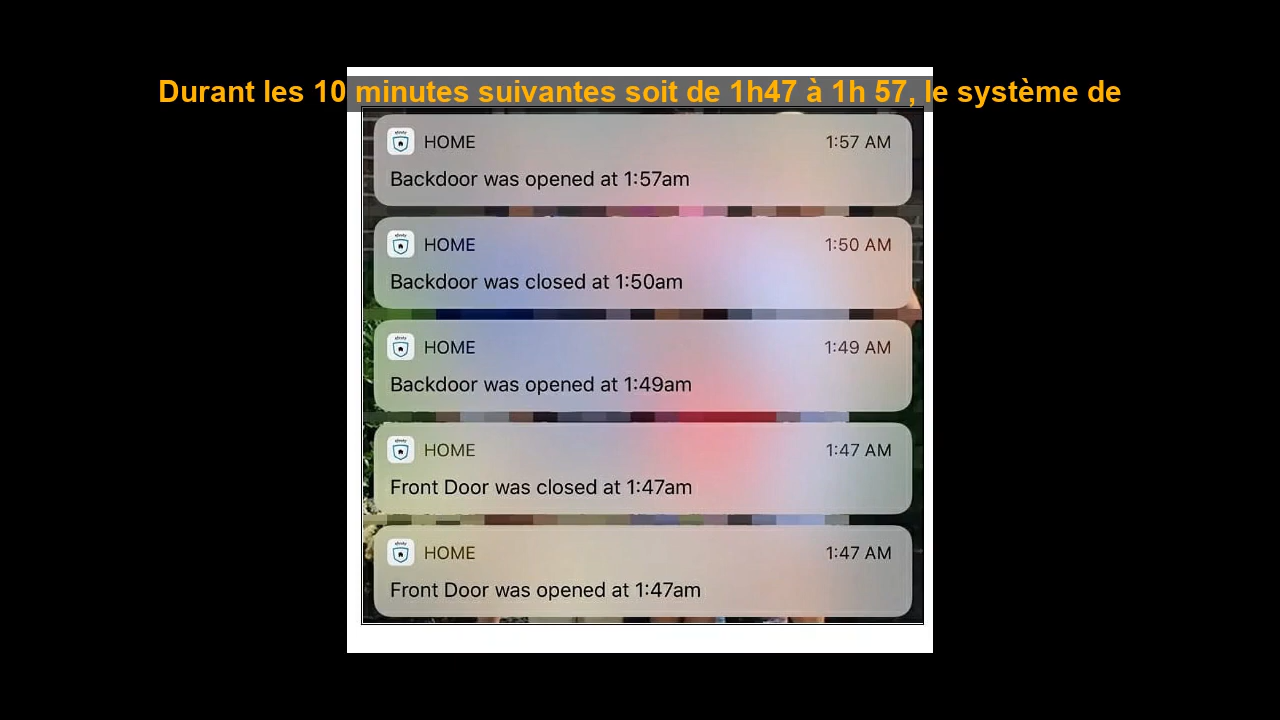 Durant les 10 minutes suivantes soit de 1h47 à 1h 57, le système de
HOME 1:57 AM
Backdoor was opened at 1:57am
HOME 1:50 AM
Backdoor was closed at 1:50am
HOME 1:49 AM
Backdoor was opened at 1:49am
HOME 1:47 AM
Front Door was closed at 1:47am
HOME 1:47 AM
Front Door was opened at 1:47am